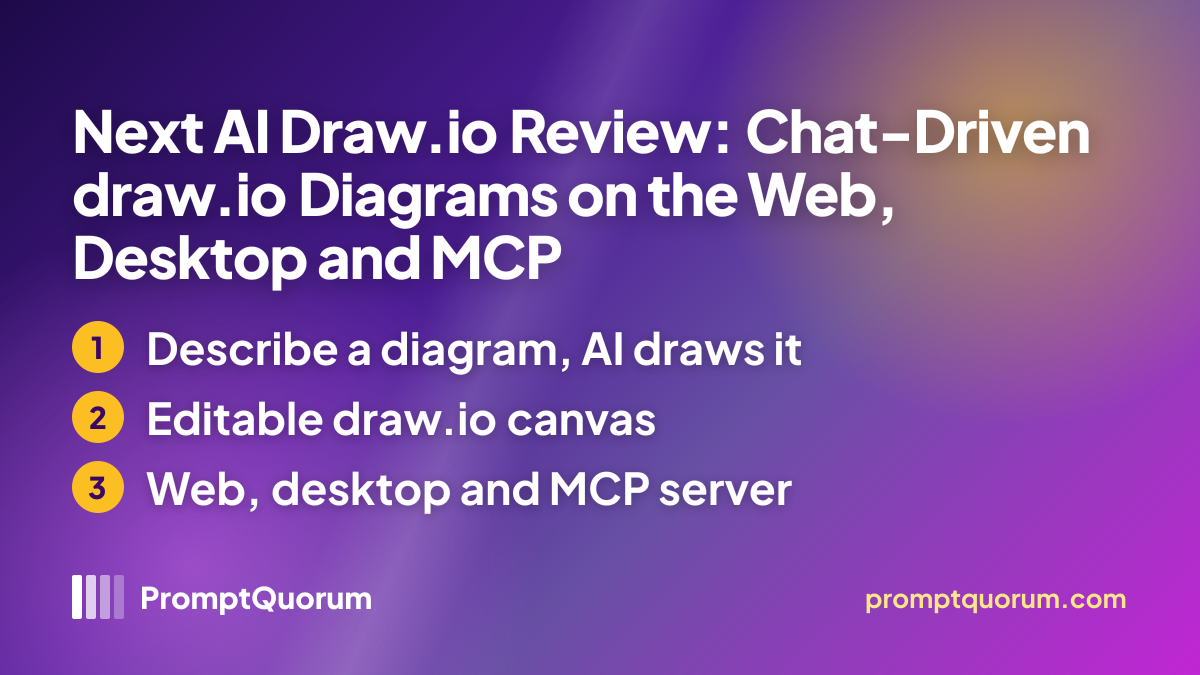 Next AI Draw.io Review: Chat-Driven
draw.io Diagrams on the Web,
Desktop and MCP
1 Describe a diagram, AI draws it
2 Editable draw.io canvas
3 Web, desktop and MCP server
PromptQuorum
promptquorum.com